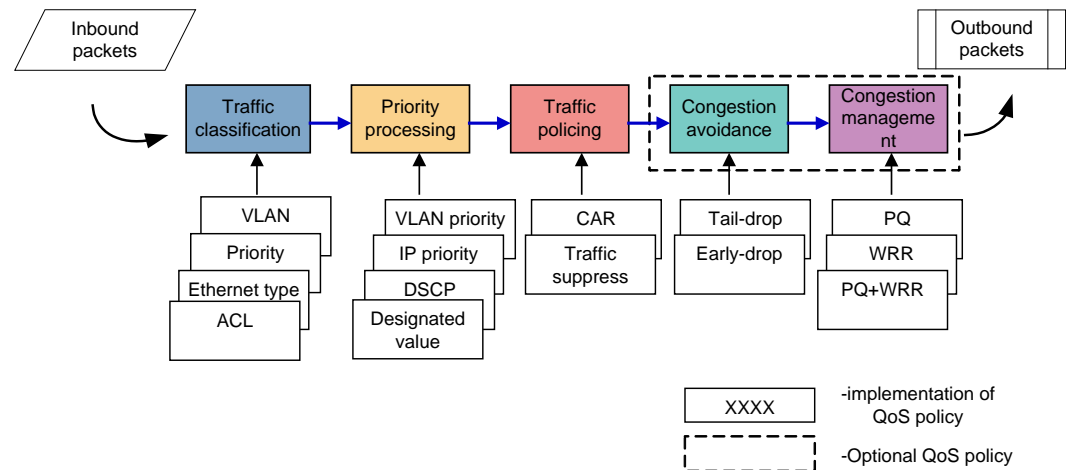 Inbound
packets
Outbound
packets
Traffic
classification
Priority
processing
Traffic
policing
Congestion
avoidance
Congestion
manageme
nt
VLAN
Priority
Ethernet type
ACL
VLAN priority
IP priority
DSCP
Designated
value
CAR
Traffic
suppress
Tail-drop
Early-drop
PQ
WRR
PQ+WRR
XXXX
-implementation of
QoS policy
-Optional QoS policy